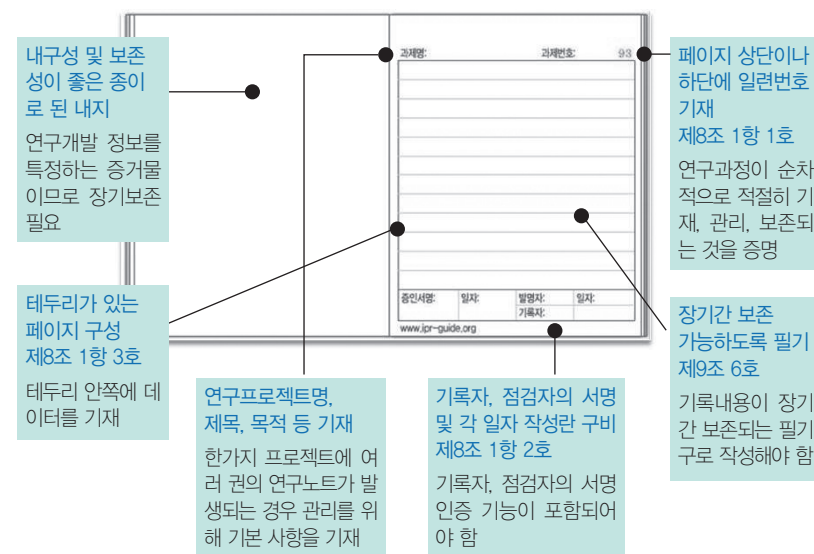 내구성 및 보존
성이 좋은 종이
로 된 내지
연구개발 정보를
특정하는 증거물
이므로 장기보존
필요
테두리가 있는
페이지 구성
제8조 1항 3호
테두리 안쪽에 데
이터를 기재
과제명: 과제번호: 93
증인서명: 일자: 발명자: 일자:
기록자:
www.ipr-guide.org
연구프로젝트명,
제목, 목적 등 기재
한가지 프로젝트에 여
러 권의 연구노트가 발
생되는 경우 관리를 위
해 기본 사항을 기재
기록자, 점검자의 서명
및 각 일자 작성란 구비
제8조 1항 2호
기록자, 점검자의 서명
인증 기능이 포함되어
야 함
페이지 상단이나
하단에 일련번호
기재
제8조 1항 1호
연구과정이 순차
적으로 적절히 기
재, 관리, 보존되
는 것을 증명
장기간 보존
가능하도록 필기
제9조 6호
기록내용이 장기
간 보존되는 필기
구로 작성해야 함